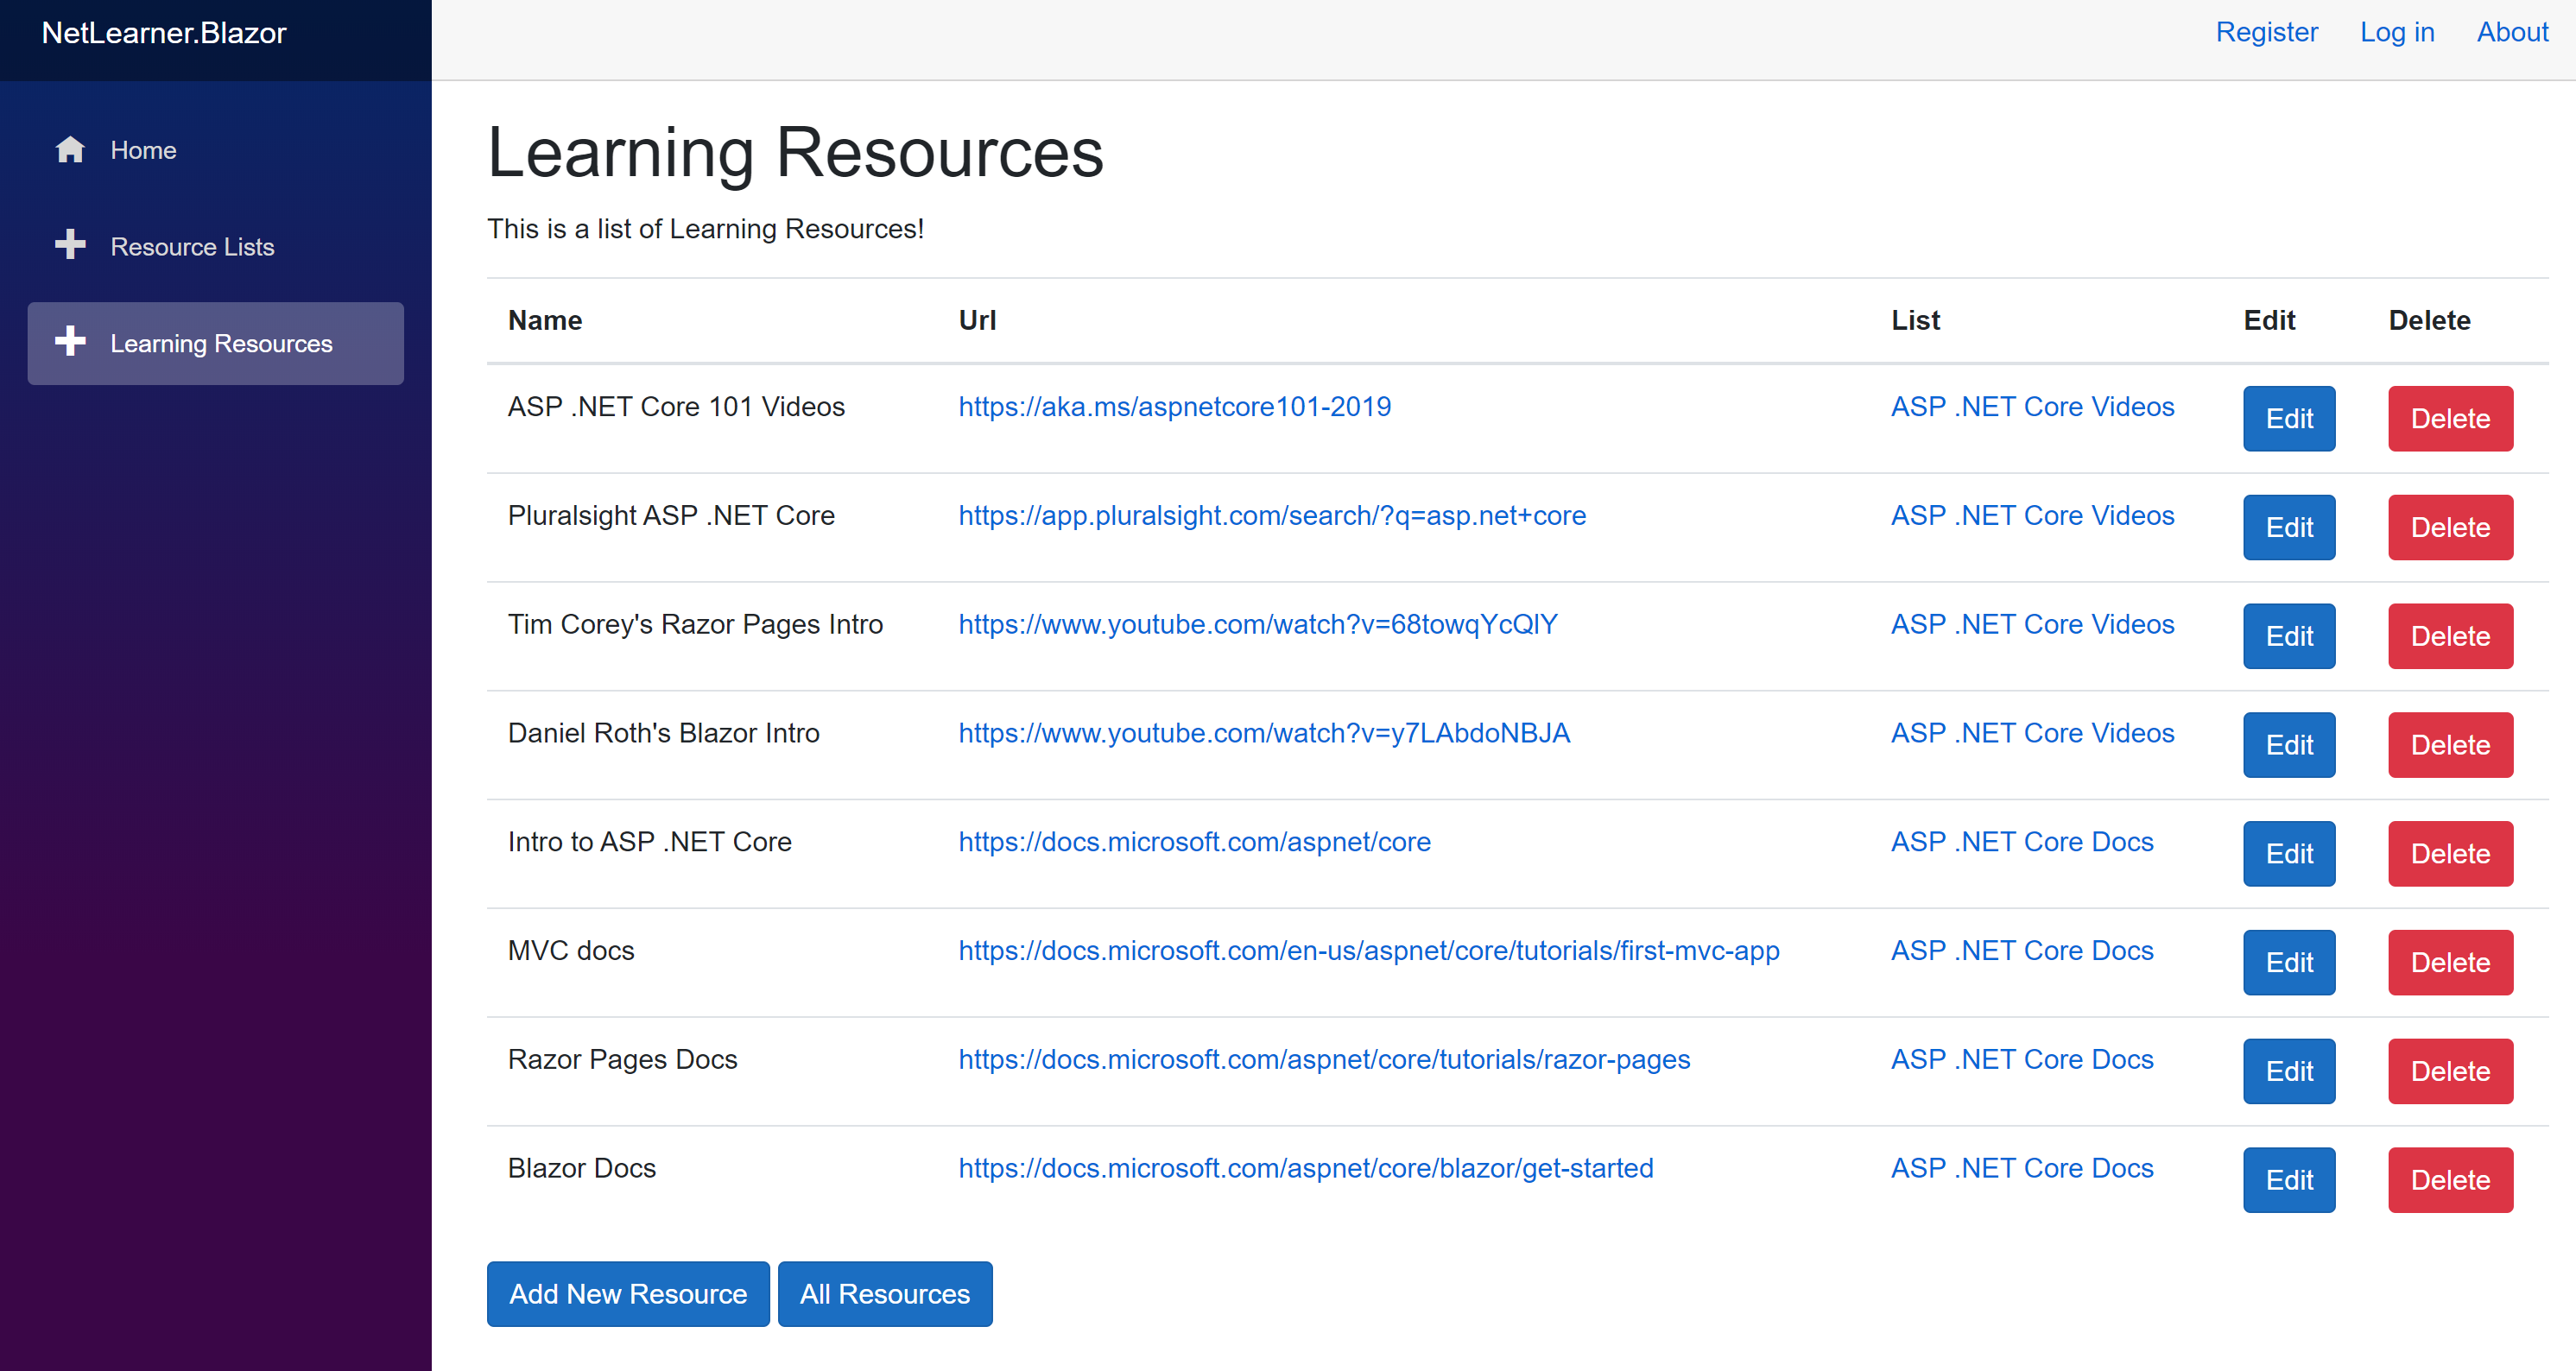 NetLearner.Blazor
Register Log in About
Home
Resource Lists
Learning Resources
Learning Resources
This is a list of Learning Resources!
Name Url List Edit Delete
ASP .NET Core 101 Videos https://aka.ms/aspnetcore101-2019 ASP .NET Core Videos Edit Delete
Pluralsight ASP .NET Core https://app.pluralsight.com/search/?q=asp.net+core ASP .NET Core Videos Edit Delete
Tim Corey's Razor Pages Intro https://www.youtube.com/watch?v=68towqYcQlY ASP .NET Core Videos Edit Delete
Daniel Roth's Blazor Intro https://www.youtube.com/watch?v=y7LAbdoNBJA ASP .NET Core Videos Edit Delete
Intro to ASP .NET Core https://docs.microsoft.com/aspnet/core ASP .NET Core Docs Edit Delete
MVC docs https://docs.microsoft.com/en-us/aspnet/core/tutorials/first-mvc-app ASP .NET Core Docs Edit Delete
Razor Pages Docs https://docs.microsoft.com/aspnet/core/tutorials/razor-pages ASP .NET Core Docs Edit Delete
Blazor Docs https://docs.microsoft.com/aspnet/core/blazor/get-started ASP .NET Core Docs Edit Delete
Add New Resource All Resources